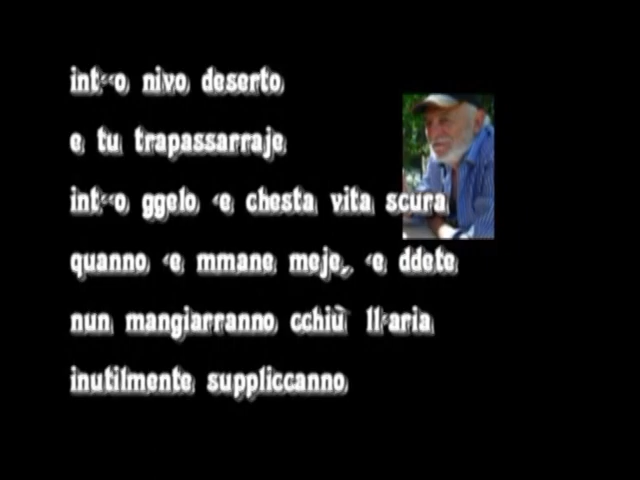 int“o nivo deserto
e tu trapassarraje
int“o ggelo ‘e chesta vita scura
quanno ‘e mmane meje, ‘e ddete
nun mangiarranno cchiù ll‘aria
inutilmente suppliccanno